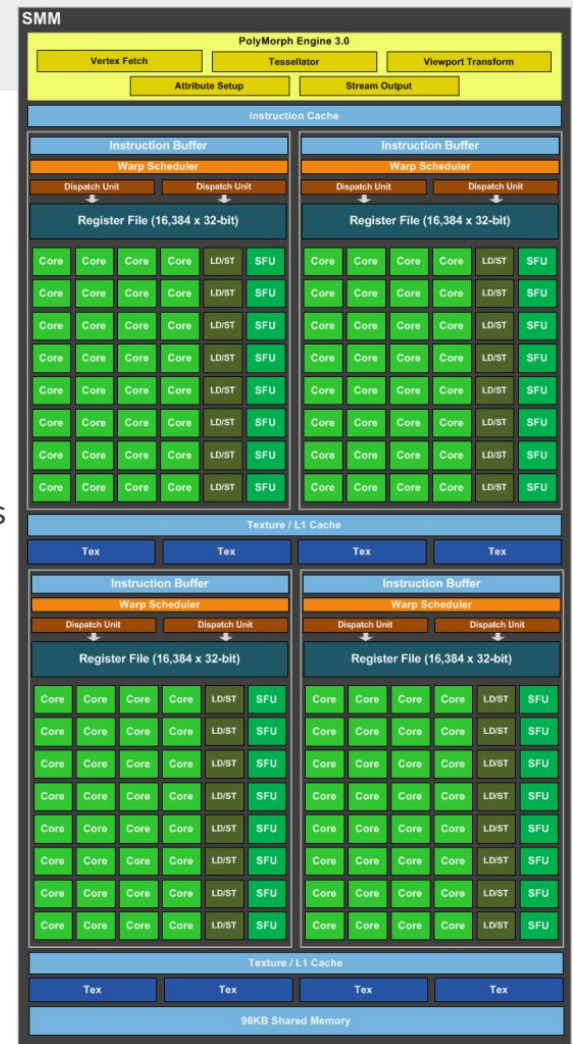 SMM
PolyMorph Engine 3.0
Vertex Fetch Tessellator Viewport Transform
Attribute Setup Stream Output
Instruction Cache
Instruction Buffer Instruction Buffer
Warp Scheduler Warp Scheduler
Dispatch Unit Dispatch Unit Dispatch Unit Dispatch Unit
Register File (16,384 x 32-bit) Register File (16,384 x 32-bit)
Core Core Core Core LD/ST SFU Core Core Core Core LD/ST SFU
Core Core Core Core LD/ST SFU Core Core Core Core LD/ST SFU
Core Core Core Core LD/ST SFU Core Core Core Core LD/ST SFU
Core Core Core Core LD/ST SFU Core Core Core Core LD/ST SFU
Core Core Core Core LD/ST SFU Core Core Core Core LD/ST SFU
Core Core Core Core LD/ST SFU Core Core Core Core LD/ST SFU
Core Core Core Core LD/ST SFU Core Core Core Core LD/ST SFU
Core Core Core Core LD/ST SFU Core Core Core Core LD/ST SFU
s
Texture / L1 Cache
Tex Tex Tex Tex
Instruction Buffer Instruction Buffer
Warp Scheduler Warp Scheduler
Dispatch Unit Dispatch Unit Dispatch Unit Dispatch Unit
Register File (16,384 x 32-bit) Register File (16,384 x 32-bit)
Core Core Core Core LD/ST SFU Core Core Core Core LD/ST SFU
Core Core Core Core LD/ST SFU Core Core Core Core LD/ST SFU
Core Core Core Core LD/ST SFU Core Core Core Core LD/ST SFU
Core Core Core Core LD/ST SFU Core Core Core Core LD/ST SFU
Core Core Core Core LD/ST SFU Core Core Core Core LD/ST SFU
Core Core Core Core LD/ST SFU Core Core Core Core LD/ST SFU
Core Core Core Core LD/ST SFU Core Core Core Core LD/ST SFU
Core Core Core Core LD/ST SFU Core Core Core Core LD/ST SFU
Texture / L1 Cache
Tex Tex Tex Tex
96KB Shared Memory